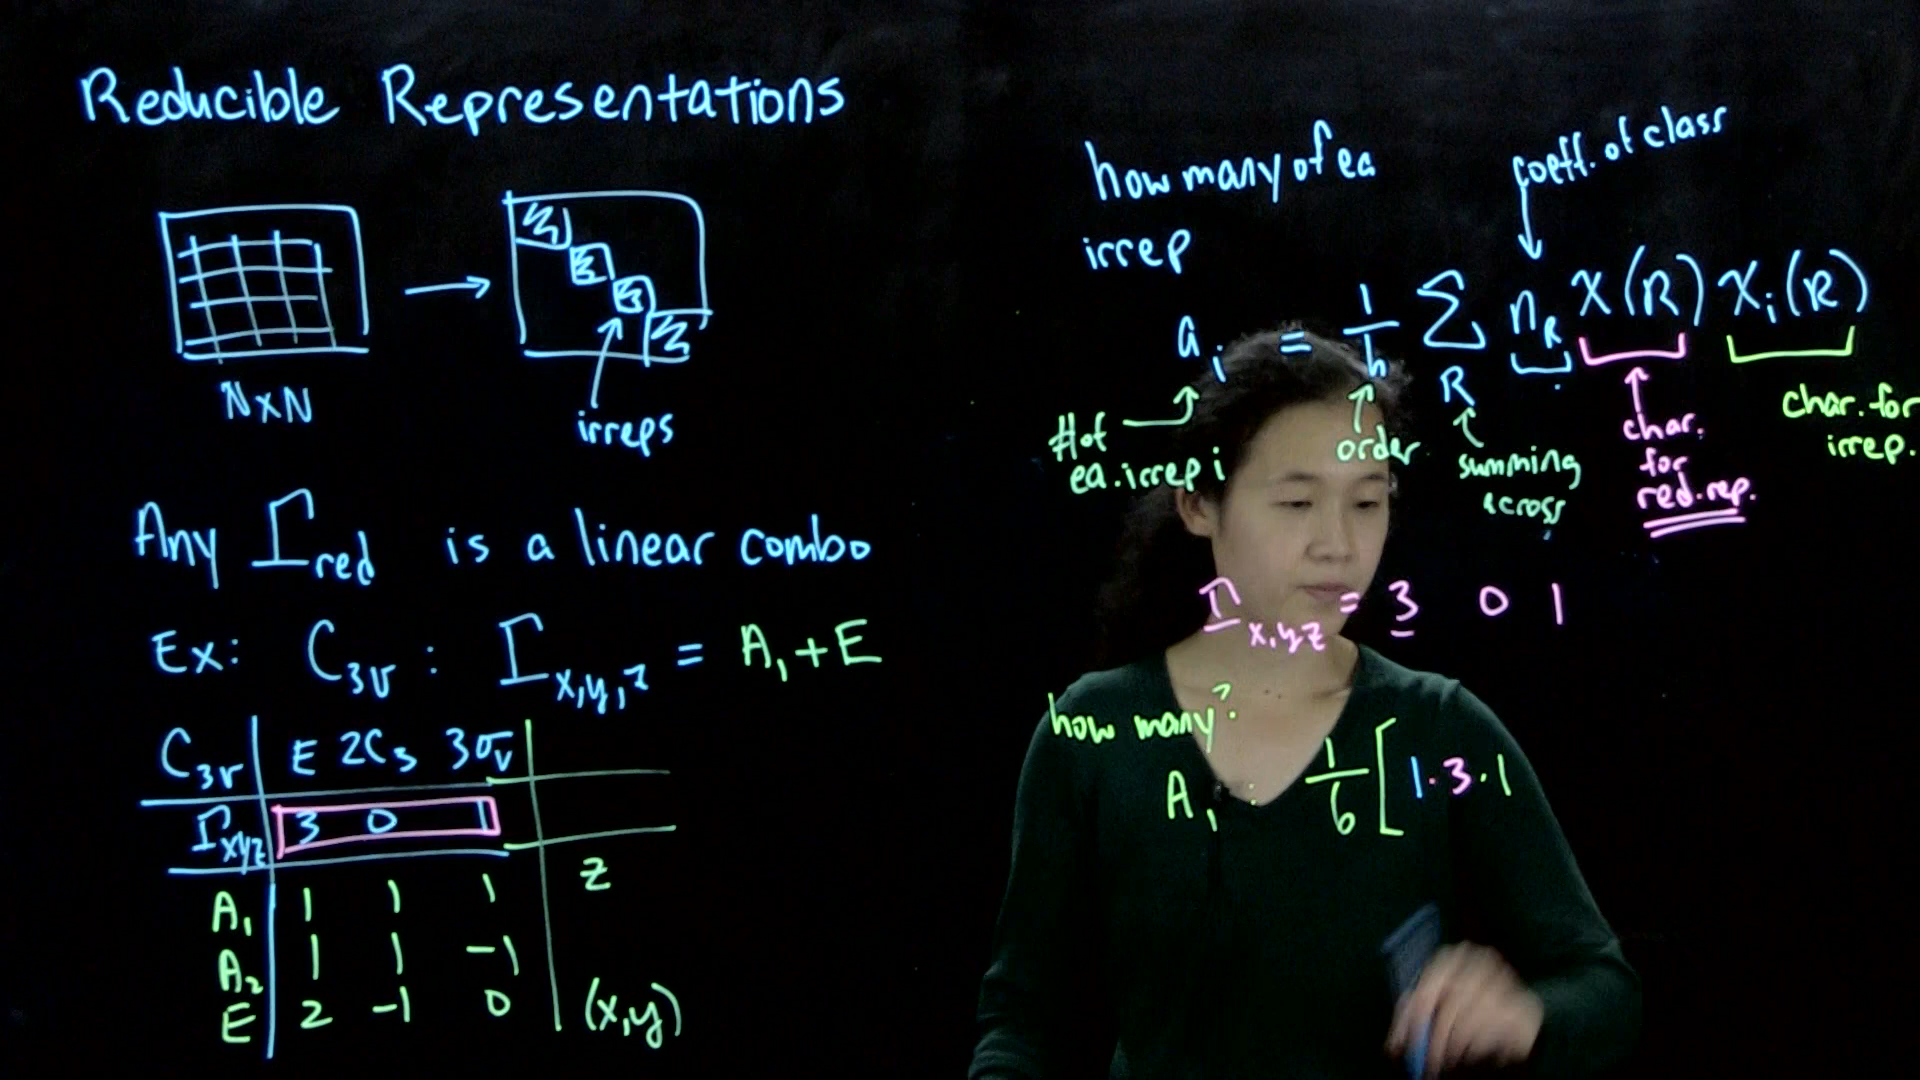 Reducible Representations
N x N
irreps
Any Γred is a linear combo
Ex: C3v : Γx,y,z = A1 + E
C3v E 2C3 3σv
Γxyz 3 0 1
A1 1 1 1 z
A2 1 1 -1
E 2 -1 0 (x,y)
how many of ea
irrep
coeff. of class
ai = 1/h Σ nR χ(R) χi(R)
R
# of
ea. irrep i
order
summing
across
char.
for
red. rep.
char. for
irrep.
Γx,y,z = 3 0 1
how many?
A1 : 1/6 [ 1 · 3 · 1